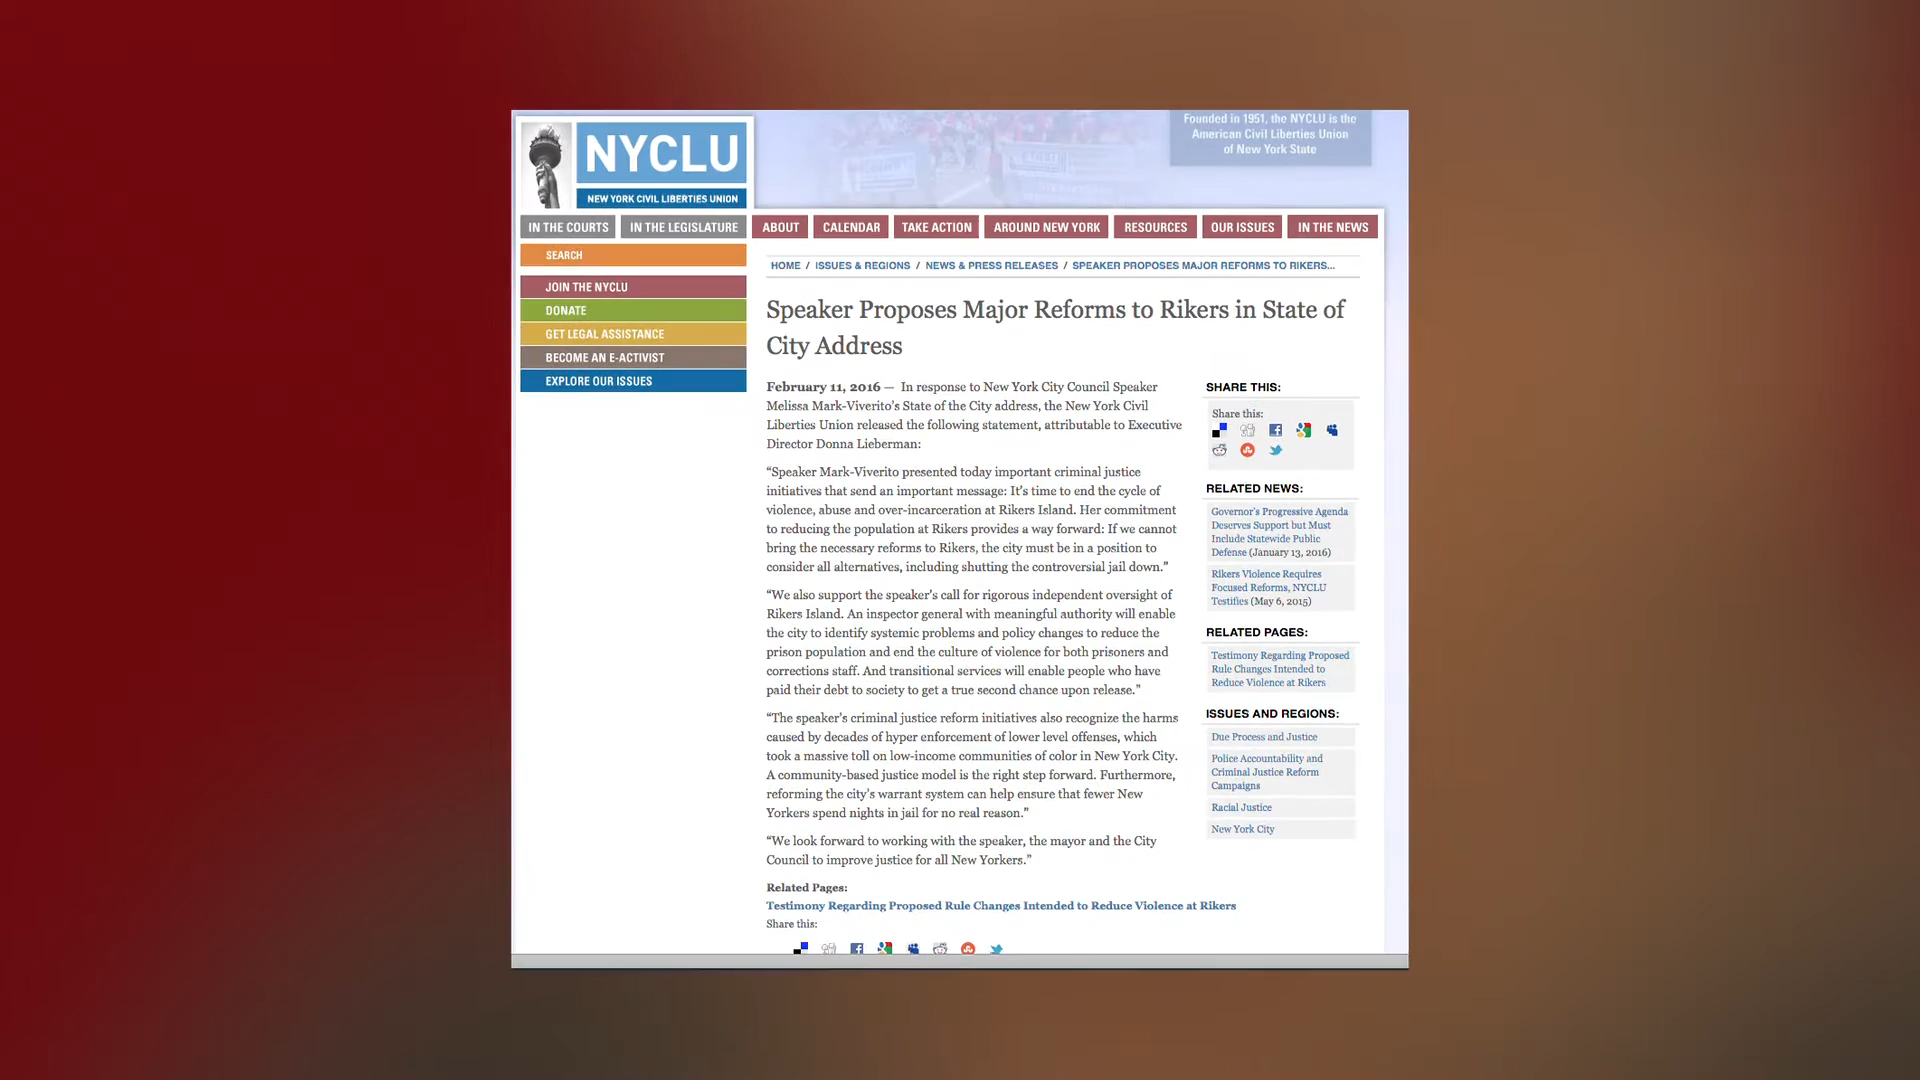 Founded in 1951, the NYCLU is the
American Civil Liberties Union
of New York State
NYCLU
NEW YORK CIVIL LIBERTIES UNION
IN THE COURTS
IN THE LEGISLATURE
ABOUT
CALENDAR
TAKE ACTION
AROUND NEW YORK
RESOURCES
OUR ISSUES
IN THE NEWS
SEARCH
JOIN THE NYCLU
DONATE
GET LEGAL ASSISTANCE
BECOME AN E-ACTIVIST
EXPLORE OUR ISSUES
HOME / ISSUES & REGIONS / NEWS & PRESS RELEASES / SPEAKER PROPOSES MAJOR REFORMS TO RIKERS...
Speaker Proposes Major Reforms to Rikers in State of
City Address
February 11, 2016 — In response to New York City Council Speaker
Melissa Mark-Viverito’s State of the City address, the New York Civil
Liberties Union released the following statement, attributable to Executive
Director Donna Lieberman:
“Speaker Mark-Viverito presented today important criminal justice
initiatives that send an important message: It’s time to end the cycle of
violence, abuse and over-incarceration at Rikers Island. Her commitment
to reducing the population at Rikers provides a way forward: If we cannot
bring the necessary reforms to Rikers, the city must be in a position to
consider all alternatives, including shutting the controversial jail down.”
“We also support the speaker’s call for rigorous independent oversight of
Rikers Island. An inspector general with meaningful authority will enable
the city to identify systemic problems and policy changes to reduce the
prison population and end the culture of violence for both prisoners and
corrections staff. And transitional services will enable people who have
paid their debt to society to get a true second chance upon release.”
“The speaker’s criminal justice reform initiatives also recognize the harms
caused by decades of hyper enforcement of lower level offenses, which
took a massive toll on low-income communities of color in New York City.
A community-based justice model is the right step forward. Furthermore,
reforming the city’s warrant system can help ensure that fewer New
Yorkers spend nights in jail for no real reason.”
“We look forward to working with the speaker, the mayor and the City
Council to improve justice for all New Yorkers.”
Related Pages:
Testimony Regarding Proposed Rule Changes Intended to Reduce Violence at Rikers
Share this:
SHARE THIS:
Share this:
RELATED NEWS:
Governor’s Progressive Agenda
Deserves Support but Must
Include Statewide Public
Defense (January 13, 2016)
Rikers Violence Requires
Focused Reforms, NYCLU
Testifies (May 6, 2015)
RELATED PAGES:
Testimony Regarding Proposed
Rule Changes Intended to
Reduce Violence at Rikers
ISSUES AND REGIONS:
Due Process and Justice
Police Accountability and
Criminal Justice Reform
Campaigns
Racial Justice
New York City